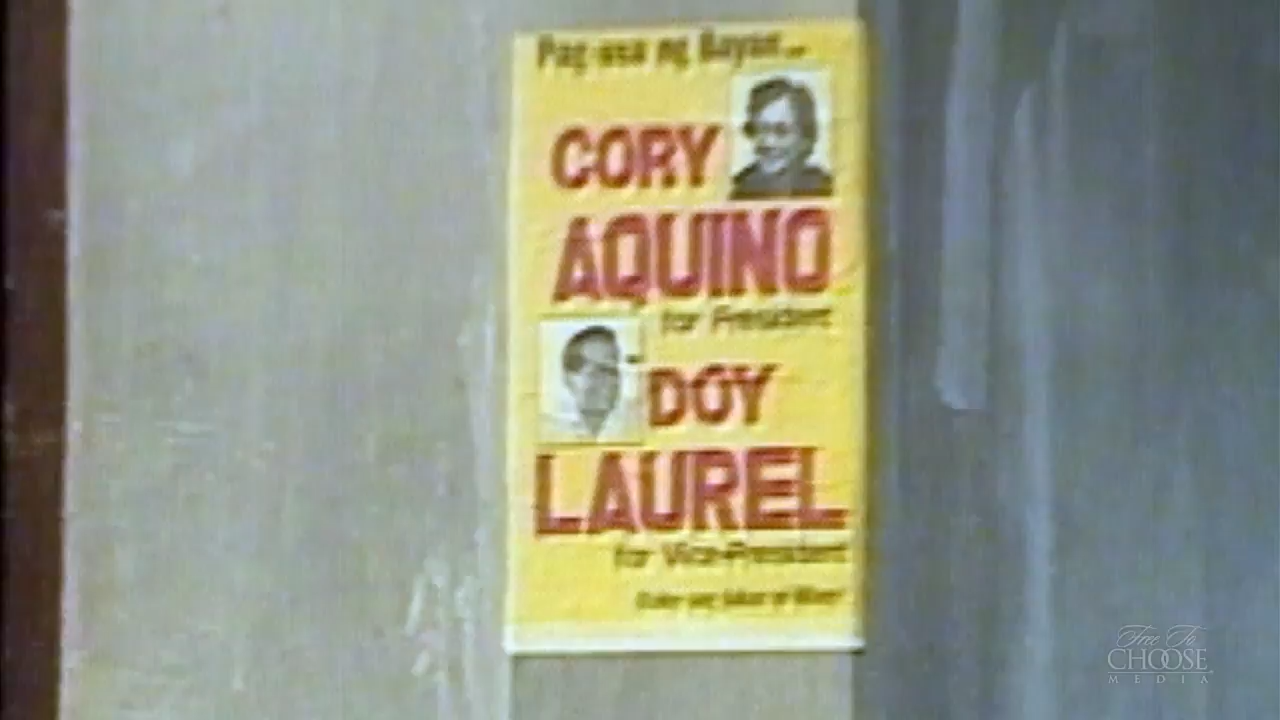 Pag-asa ng Bayan...
CORY
AQUINO
for President
DOY
LAUREL
for Vice-President
Free To
CHOOSE
MEDIA